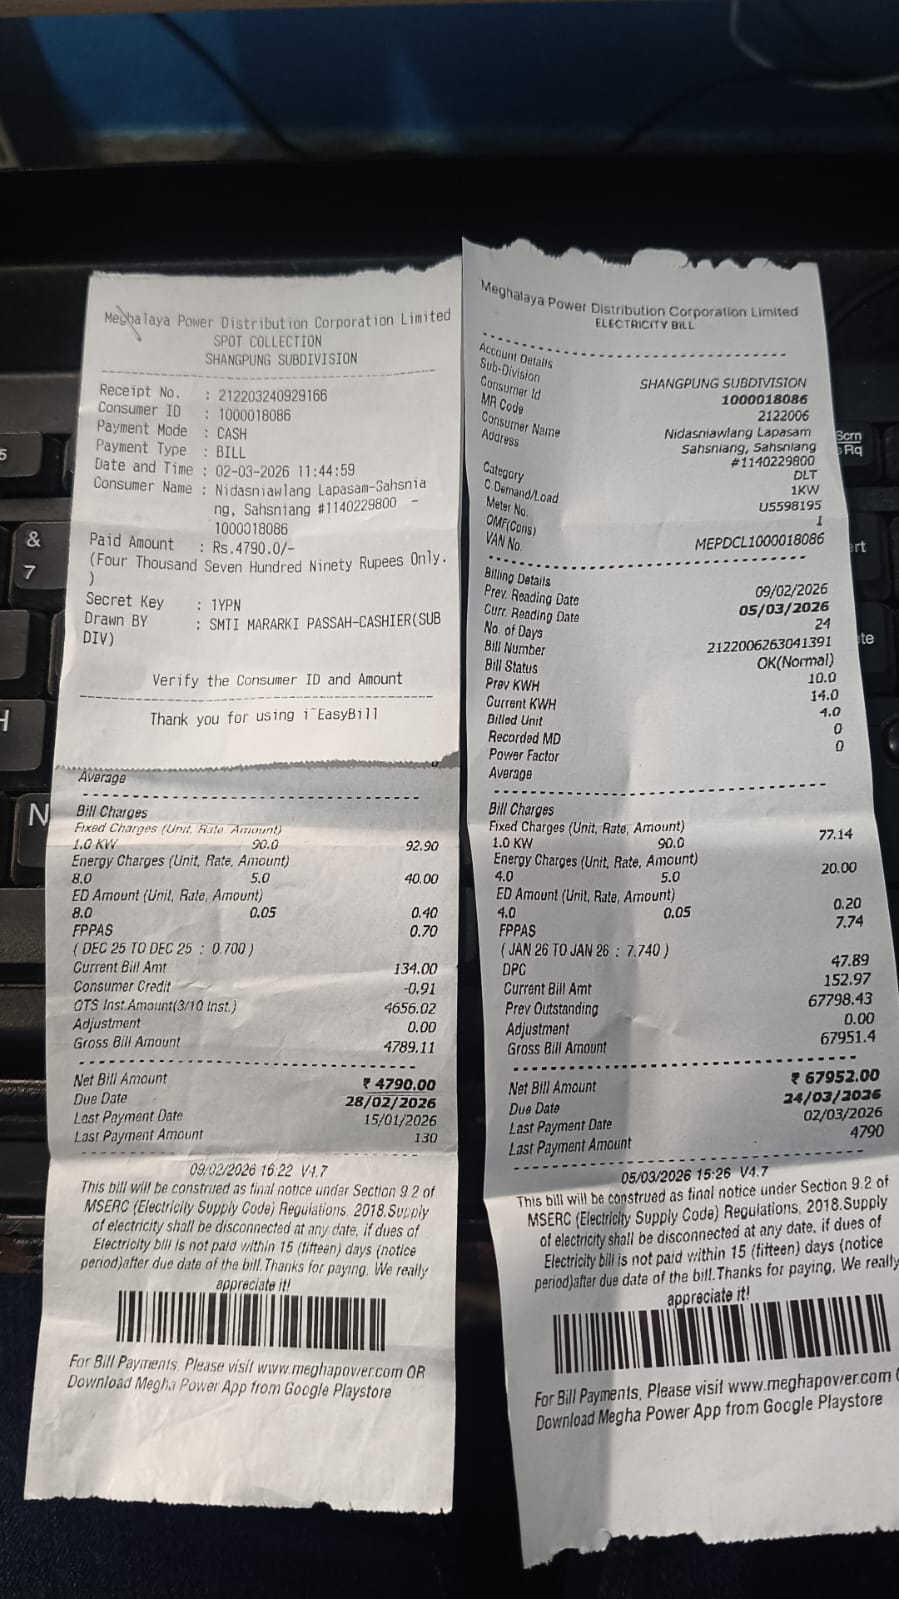 Meghalaya Power Distribution Corporation Limited
SPOT COLLECTION
SHANGPUNG SUBDIVISION
Receipt No. : 212203240929166
Consumer ID : 1000018086
Payment Mode : CASH
Payment Type : BILL
Date and Time : 02-03-2026 11:44:59
Consumer Name : Nidasniawlang Lapasam-Sahsnia
ng, Sahsniang #1140229800 -
1000018086
Paid Amount : Rs.4790.0/-
(Four Thousand Seven Hundred Ninety Rupees Only.
)
Secret Key : 1YPN
Drawn BY : SMTI MARARKI PASSAH-CASHIER(SUB
DIV)
Verify the Consumer ID and Amount
Thank you for using i~EasyBill
Average
Bill Charges
Fixed Charges (Unit, Rate, Amount)
1.0 KW 90.0 92.90
Energy Charges (Unit, Rate, Amount)
8.0 5.0 40.00
ED Amount (Unit, Rate, Amount)
8.0 0.05 0.40
FPPAS 0.70
( DEC 25 TO DEC 25 : 0.700 )
Current Bill Amt 134.00
Consumer Credit -0.91
OTS Inst.Amount(3/10 Inst.) 4656.02
Adjustment 0.00
Gross Bill Amount 4789.11
Net Bill Amount ₹ 4790.00
Due Date 28/02/2026
Last Payment Date 15/01/2026
Last Payment Amount 130
09/02/2026 16:22 V4.7
This bill will be construed as final notice under Section 9.2 of
MSERC (Electricity Supply Code) Regulations, 2018.Supply
of electricity shall be disconnected at any date, if dues of
Electricity bill is not paid within 15 (fifteen) days (notice
period)after due date of the bill.Thanks for paying, We really
appreciate it!
For Bill Payments, Please visit www.meghapower.com OR
Download Megha Power App from Google Playstore
Meghalaya Power Distribution Corporation Limited
ELECTRICITY BILL
Account Details
Sub-Division SHANGPUNG SUBDIVISION
Consumer Id 1000018086
MR Code 2122006
Consumer Name Nidasniawlang Lapasam
Address Sahsniang, Sahsniang
#1140229800
Category DLT
C.Demand/Load 1KW
Meter No. U5598195
OMF(Cons) 1
VAN No. MEPDCL1000018086
Billing Details
Prev. Reading Date 09/02/2026
Curr. Reading Date 05/03/2026
No. of Days 24
Bill Number 2122006263041391
Bill Status OK(Normal)
Prev KWH 10.0
Current KWH 14.0
Billed Unit 4.0
Recorded MD 0
Power Factor 0
Average
Bill Charges
Fixed Charges (Unit, Rate, Amount)
1.0 KW 90.0 77.14
Energy Charges (Unit, Rate, Amount)
4.0 5.0 20.00
ED Amount (Unit, Rate, Amount)
4.0 0.05 0.20
FPPAS 7.74
( JAN 26 TO JAN 26 : 7.740 )
DPC 47.89
Current Bill Amt 152.97
Prev Outstanding 67798.43
Adjustment 0.00
Gross Bill Amount 67951.4
Net Bill Amount ₹ 67952.00
Due Date 24/03/2026
Last Payment Date 02/03/2026
Last Payment Amount 4790
05/03/2026 15:26 V4.7
This bill will be construed as final notice under Section 9.2 of
MSERC (Electricity Supply Code) Regulations, 2018.Supply
of electricity shall be disconnected at any date, if dues of
Electricity bill is not paid within 15 (fifteen) days (notice
period)after due date of the bill.Thanks for paying, We really
appreciate it!
For Bill Payments, Please visit www.meghapower.com
Download Megha Power App from Google Playstore
5
&
7
H
N
Scrn
Rq